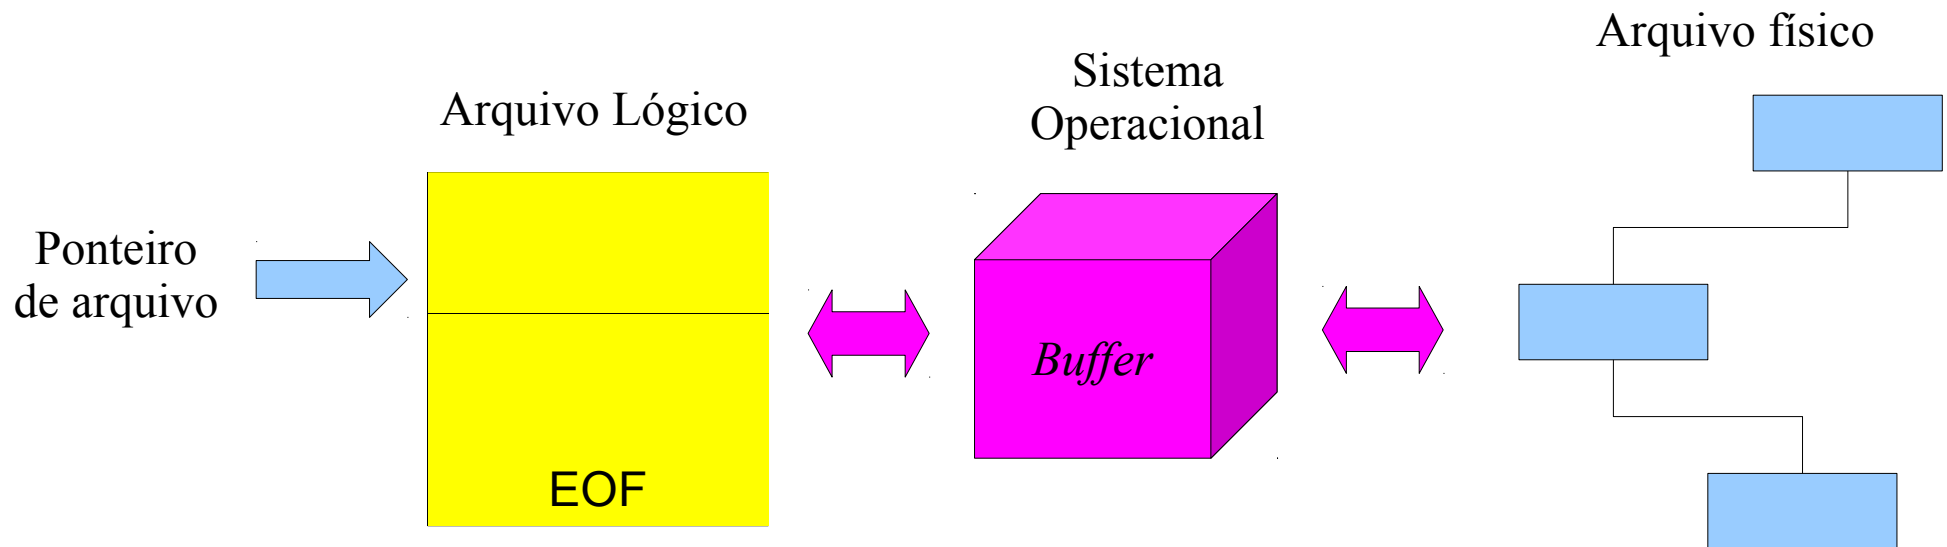 Arquivo físico
Sistema
Operacional
Arquivo Lógico
Ponteiro
de arquivo
Buffer
EOF